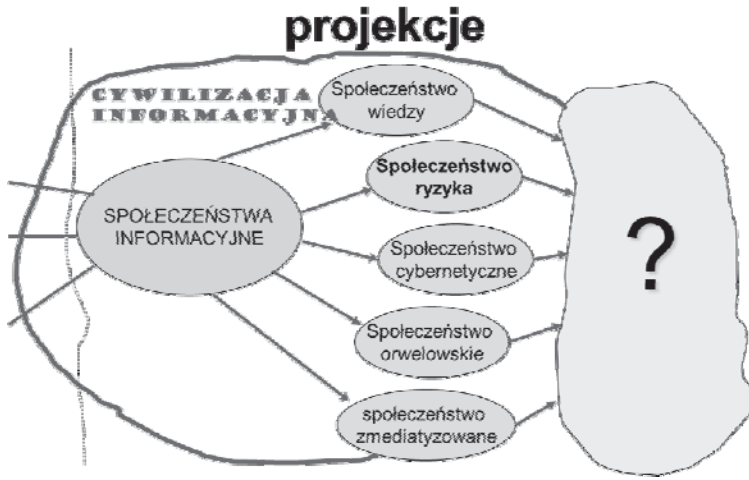 projekcje
CYWILIZACJA
INFORMACYJNA
Społeczeństwo
wiedzy
Społeczeństwo
ryzyka
SPOŁECZEŃSTWA
INFORMACYJNE
Społeczeństwo
cybernetyczne
Społeczeństwo
orwelowskie
społeczeństwo
zmediatyzowane
?